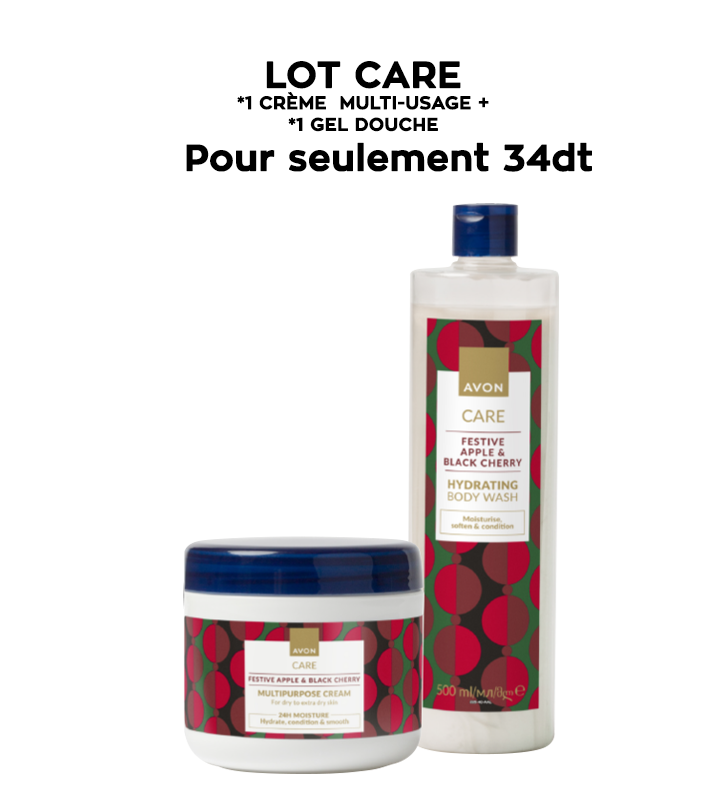 LOT CARE
*1 CRÈME MULTI-USAGE +
*1 GEL DOUCHE
Pour seulement 34dt
AVON
CARE
FESTIVE
APPLE &
BLACK CHERRY
HYDRATING
BODY WASH
Moisturise,
soften & condition
500 ml/мл/მლ e
AVON
CARE
FESTIVE APPLE & BLACK CHERRY
MULTIPURPOSE CREAM
For dry to extra dry skin
24H MOISTURE
Hydrate, condition & smooth